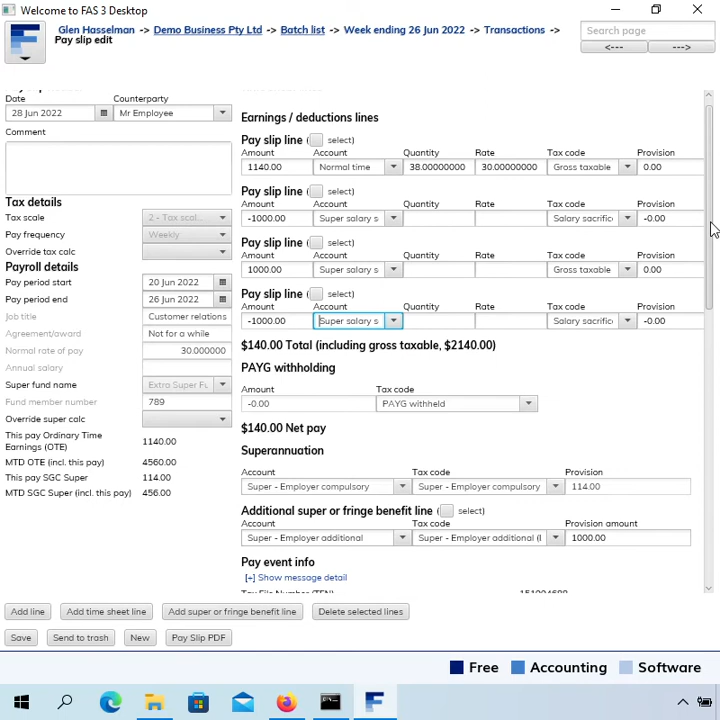 Welcome to FAS 3 Desktop
Glen Hasselman -> Demo Business Pty Ltd -> Batch list -> Week ending 26 Jun 2022 -> Transactions ->
Pay slip edit
Search page
<---
--->
Date
Counterparty
28 Jun 2022
Mr Employee
Comment
Tax details
Tax scale
2 - Tax scal...
Pay frequency
Weekly
Override tax calc
Payroll details
Pay period start
20 Jun 2022
Pay period end
26 Jun 2022
Job title
Customer relations
Agreement/award
Not for a while
Normal rate of pay
30.000000
Annual salary
Super fund name
Extra Super Fu
Fund member number
789
Override super calc
This pay Ordinary Time
Earnings (OTE)
1140.00
MTD OTE (incl. this pay)
4560.00
This pay SGC Super
114.00
MTD SGC Super (incl. this pay)
456.00
Earnings / deductions lines
Pay slip line ( select)
Amount Account Quantity Rate Tax code Provision
1140.00 Normal time 38.00000000 30.00000000 Gross taxable 0.00
Pay slip line ( select)
Amount Account Quantity Rate Tax code Provision
-1000.00 Super salary s Salary sacrific -0.00
Pay slip line ( select)
Amount Account Quantity Rate Tax code Provision
1000.00 Super salary s Gross taxable 0.00
Pay slip line ( select)
Amount Account Quantity Rate Tax code Provision
-1000.00 Super salary s Salary sacrific -0.00
$140.00 Total (including gross taxable, $2140.00)
PAYG withholding
Amount Tax code
-0.00 PAYG withheld
$140.00 Net pay
Superannuation
Account Tax code Provision
Super - Employer compulsory Super - Employer compulsory 114.00
Additional super or fringe benefit line ( select)
Account Tax code Provision amount
Super - Employer additional Super - Employer additional (I 1000.00
Pay event info
[+] Show message detail
Tax File Number (TFN) 151004688
Add line
Add time sheet line
Add super or fringe benefit line
Delete selected lines
Save
Send to trash
New
Pay Slip PDF
Free Accounting Software